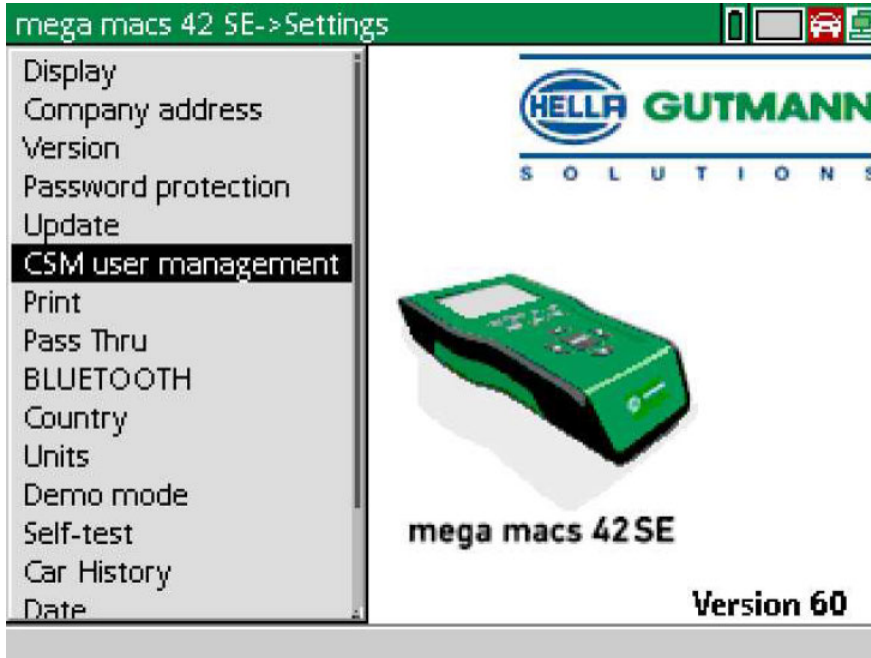 mega macs 42 SE->Settings
Display
Company address
Version
Password protection
Update
CSM user management
Print
Pass Thru
BLUETOOTH
Country
Units
Demo mode
Self-test
Car History
Date
HELLA GUTMANN
SOLUTIONS
mega macs 42SE
Version 60